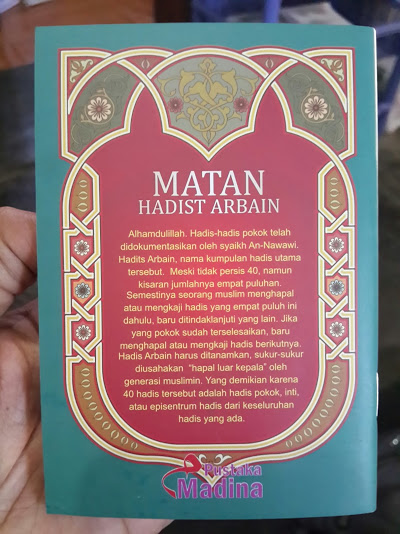 MATAN
HADIST ARBAIN
Alhamdulillah. Hadis-hadis pokok telah
didokumentasikan oleh syaikh An-Nawawi.
Hadits Arbain, nama kumpulan hadis utama
tersebut. Meski tidak persis 40, namun
kisaran jumlahnya empat puluhan.
Semestinya seorang muslim menghapal
atau mengkaji hadis yang empat puluh ini
dahulu, baru ditindaklanjuti yang lain. Jika
yang pokok sudah terselesaikan, baru
menghapal atau mengkaji hadis berikutnya.
Hadis Arbain harus ditanamkan, sukur-sukur
diusahakan "hapal luar kepala" oleh
generasi muslimin. Yang demikian karena
40 hadis tersebut adalah hadis pokok, inti,
atau episentrum hadis dari keseluruhan
hadis yang ada.
Pustaka
Madina